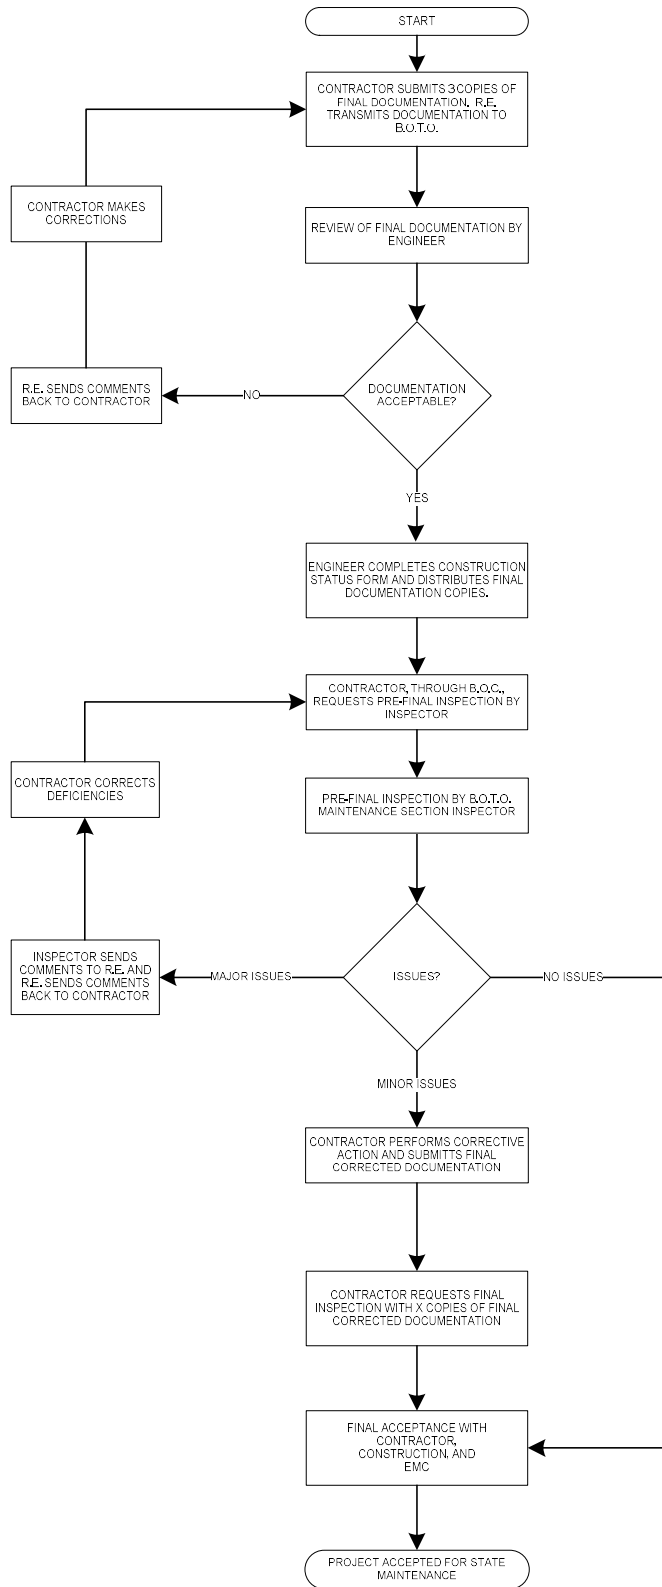 START
CONTRACTOR SUBMITS 3 COPIES OF
FINAL DOCUMENTATION. R.E.
TRANSMITS DOCUMENTATION TO
B.O.T.O.
CONTRACTOR MAKES
CORRECTIONS
REVIEW OF FINAL DOCUMENTATION BY
ENGINEER
R.E. SENDS COMMENTS
BACK TO CONTRACTOR
NO
DOCUMENTATION
ACCEPTABLE?
YES
ENGINEER COMPLETES CONSTRUCTION
STATUS FORM AND DISTRIBUTES FINAL
DOCUMENTATION COPIES.
CONTRACTOR, THROUGH B.O.C.,
REQUESTS PRE-FINAL INSPECTION BY
INSPECTOR
CONTRACTOR CORRECTS
DEFICIENCIES
PRE-FINAL INSPECTION BY B.O.T.O.
MAINTENANCE SECTION INSPECTOR
INSPECTOR SENDS
COMMENTS TO R.E. AND
R.E. SENDS COMMENTS
BACK TO CONTRACTOR
MAJOR ISSUES
ISSUES?
NO ISSUES
MINOR ISSUES
CONTRACTOR PERFORMS CORRECTIVE
ACTION AND SUBMITTS FINAL
CORRECTED DOCUMENTATION
CONTRACTOR REQUESTS FINAL
INSPECTION WITH X COPIES OF FINAL
CORRECTED DOCUMENTATION
FINAL ACCEPTANCE WITH
CONTRACTOR,
CONSTRUCTION, AND
EMC
PROJECT ACCEPTED FOR STATE
MAINTENANCE